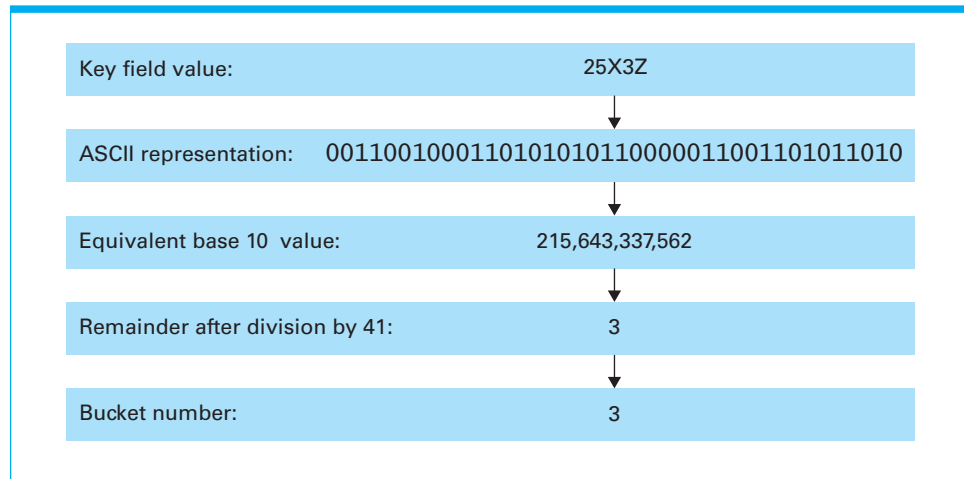 Key field value: 25X3Z
ASCII representation: 0011001000110101010110000011001101011010
Equivalent base 10 value: 215,643,337,562
Remainder after division by 41: 3
Bucket number: 3